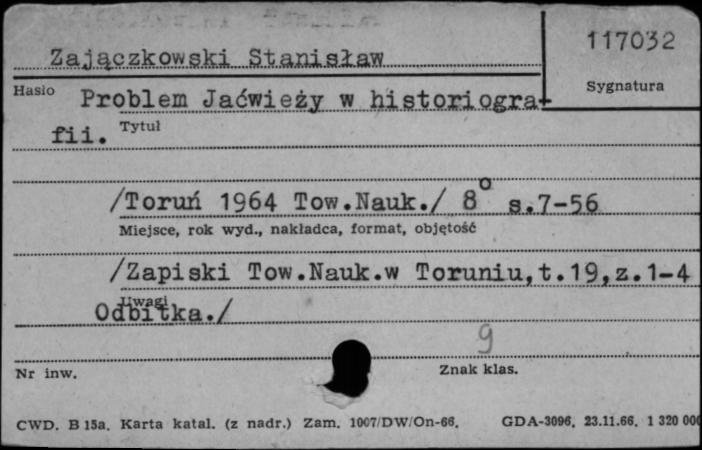 117032
Zajączkowski Stanisław
Sygnatura
Hasło
Problem Jaćwieży w historiogra-
Tytuł
fii.
/Toruń 1964 Tow.Nauk./ 8° s.7-56
Miejsce, rok wyd., nakładca, format, objętość
/Zapiski Tow.Nauk.w Toruniu,t.19,z.1-4
Uwagi
Odbitka./
9
Nr inw.
Znak klas.
CWD. B 15a. Karta katal. (z nadr.) Zam. 1007/DW/On-66. GDA-3096. 23.11.66. 1 320 000